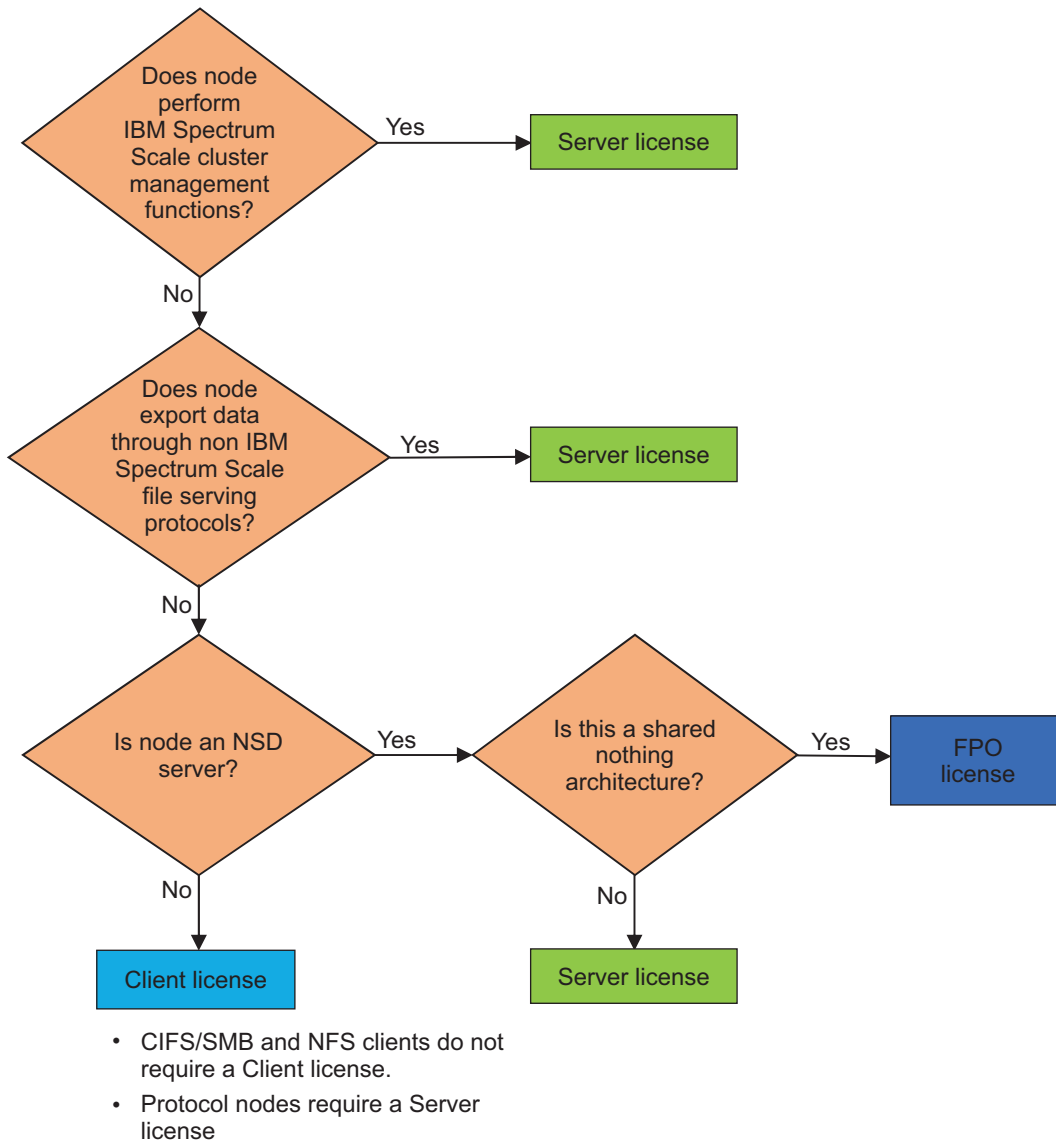 Does node
perform
IBM Spectrum
Scale cluster
management
functions?
Yes
Server license
No
Does node
export data
through non IBM
Spectrum Scale
file serving
protocols?
Yes
Server license
No
Is node an NSD
server?
Yes
Is this a shared
nothing
architecture?
Yes
FPO
license
No
No
Client license
Server license
• CIFS/SMB and NFS clients do not
require a Client license.
• Protocol nodes require a Server
license